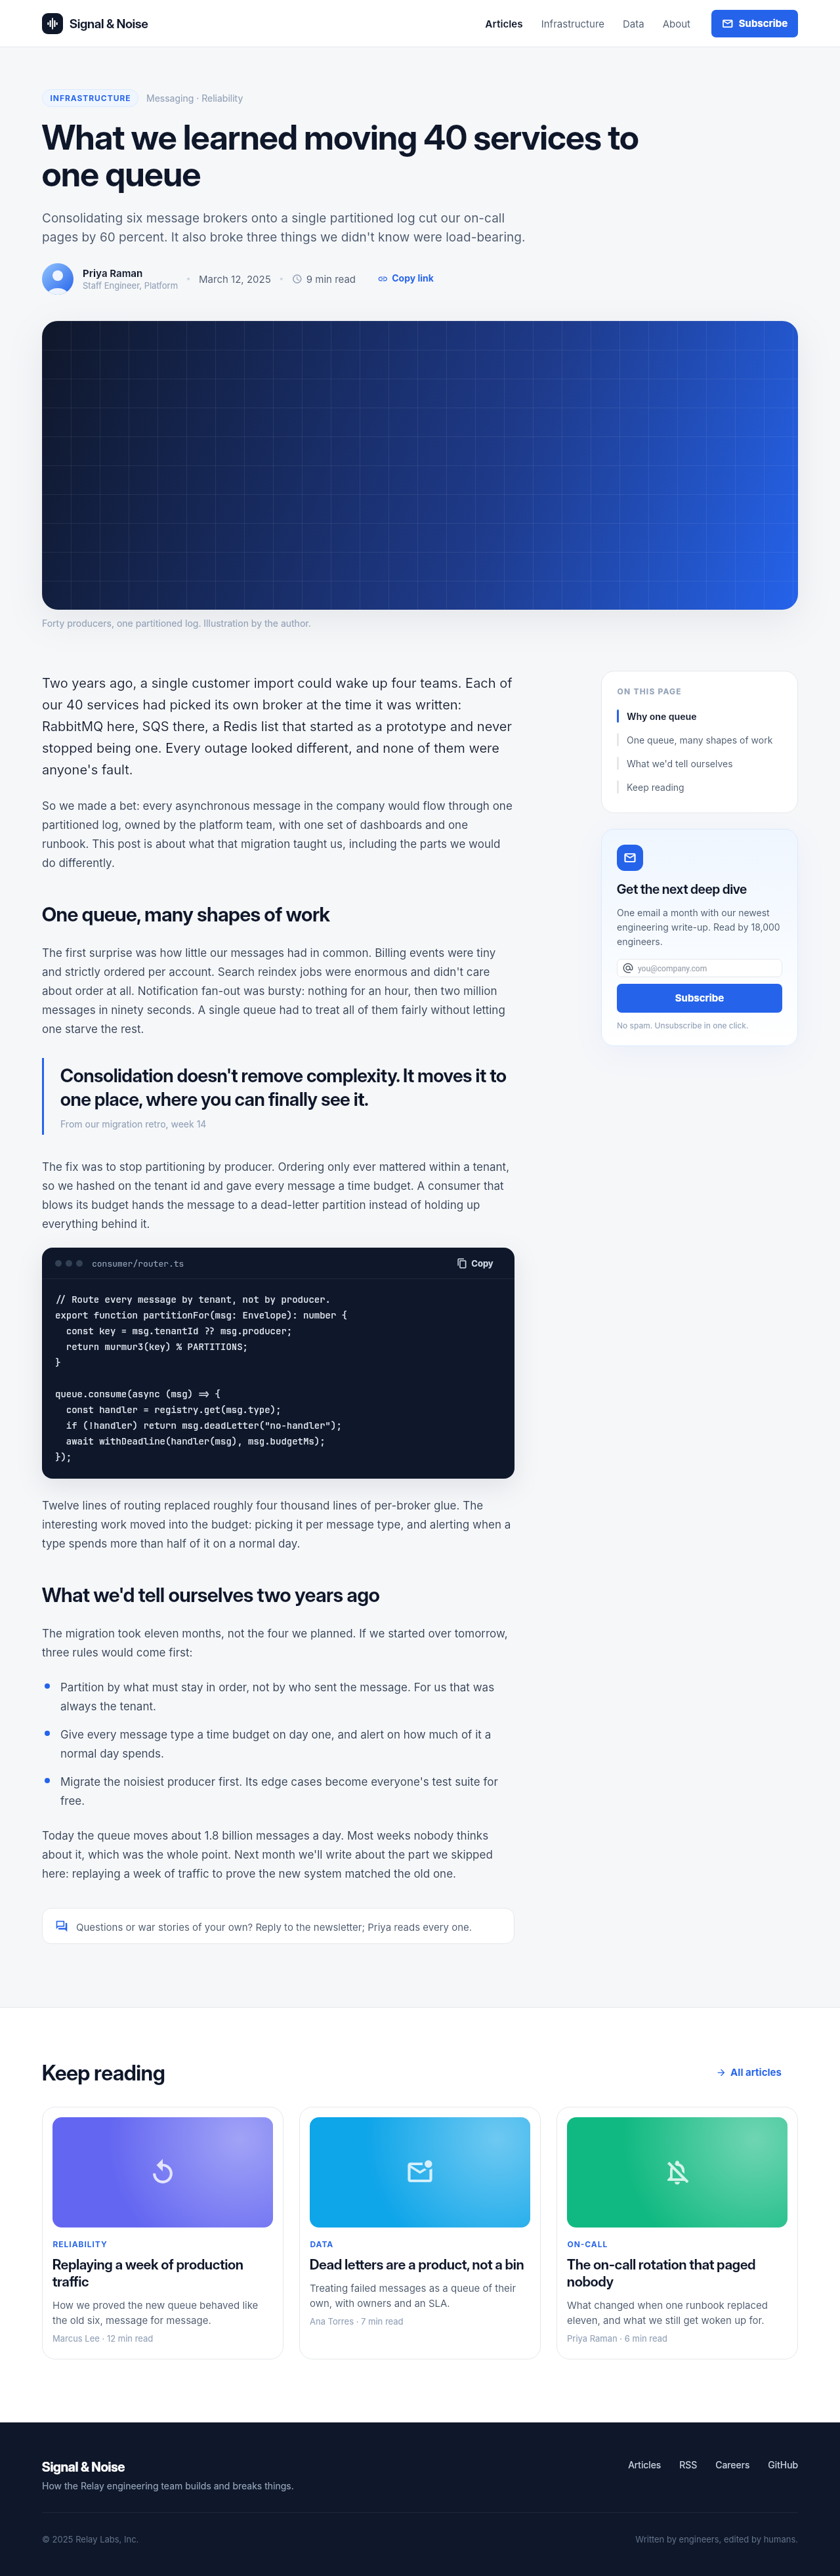 Signal & Noise
Articles
Infrastructure
Data
About
Subscribe
INFRASTRUCTURE
Messaging · Reliability
What we learned moving 40 services to
one queue
Consolidating six message brokers onto a single partitioned log cut our on-call
pages by 60 percent. It also broke three things we didn't know were load-bearing.
Priya Raman
Staff Engineer, Platform
March 12, 2025
9 min read
Copy link
Forty producers, one partitioned log. Illustration by the author.
Two years ago, a single customer import could wake up four teams. Each of
our 40 services had picked its own broker at the time it was written:
RabbitMQ here, SQS there, a Redis list that started as a prototype and never
stopped being one. Every outage looked different, and none of them were
anyone's fault.
So we made a bet: every asynchronous message in the company would flow through one
partitioned log, owned by the platform team, with one set of dashboards and one
runbook. This post is about what that migration taught us, including the parts we would
do differently.
One queue, many shapes of work
The first surprise was how little our messages had in common. Billing events were tiny
and strictly ordered per account. Search reindex jobs were enormous and didn't care
about order at all. Notification fan-out was bursty: nothing for an hour, then two million
messages in ninety seconds. A single queue had to treat all of them fairly without letting
one starve the rest.
Consolidation doesn't remove complexity. It moves it to
one place, where you can finally see it.
From our migration retro, week 14
The fix was to stop partitioning by producer. Ordering only ever mattered within a tenant,
so we hashed on the tenant id and gave every message a time budget. A consumer that
blows its budget hands the message to a dead-letter partition instead of holding up
everything behind it.
consumer/router.ts
Copy
// Route every message by tenant, not by producer.
export function partitionFor(msg: Envelope): number {
  const key = msg.tenantId ?? msg.producer;
  return murmur3(key) % PARTITIONS;
}
queue.consume(async (msg) => {
  const handler = registry.get(msg.type);
  if (!handler) return msg.deadLetter("no-handler");
  await withDeadline(handler(msg), msg.budgetMs);
});
Twelve lines of routing replaced roughly four thousand lines of per-broker glue. The
interesting work moved into the budget: picking it per message type, and alerting when a
type spends more than half of it on a normal day.
What we'd tell ourselves two years ago
The migration took eleven months, not the four we planned. If we started over tomorrow,
three rules would come first:
Partition by what must stay in order, not by who sent the message. For us that was
always the tenant.
Give every message type a time budget on day one, and alert on how much of it a
normal day spends.
Migrate the noisiest producer first. Its edge cases become everyone's test suite for
free.
Today the queue moves about 1.8 billion messages a day. Most weeks nobody thinks
about it, which was the whole point. Next month we'll write about the part we skipped
here: replaying a week of traffic to prove the new system matched the old one.
Questions or war stories of your own? Reply to the newsletter; Priya reads every one.
ON THIS PAGE
Why one queue
One queue, many shapes of work
What we'd tell ourselves
Keep reading
Get the next deep dive
One email a month with our newest
engineering write-up. Read by 18,000
engineers.
you@company.com
Subscribe
No spam. Unsubscribe in one click.
Keep reading
All articles
RELIABILITY
Replaying a week of production
traffic
How we proved the new queue behaved like
the old six, message for message.
Marcus Lee · 12 min read
DATA
Dead letters are a product, not a bin
Treating failed messages as a queue of their
own, with owners and an SLA.
Ana Torres · 7 min read
ON-CALL
The on-call rotation that paged
nobody
What changed when one runbook replaced
eleven, and what we still get woken up for.
Priya Raman · 6 min read
Signal & Noise
How the Relay engineering team builds and breaks things.
Articles
RSS
Careers
GitHub
© 2025 Relay Labs, Inc.
Written by engineers, edited by humans.